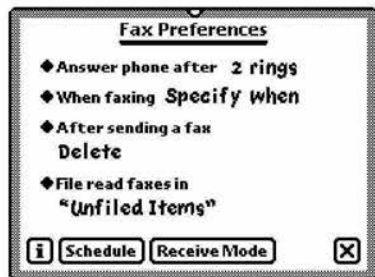 Fax Preferences
◆Answer phone after 2 rings
◆When faxing Specify when
◆After sending a fax
Delete
◆File read faxes in
"Unfiled Items"
i Schedule Receive Mode X